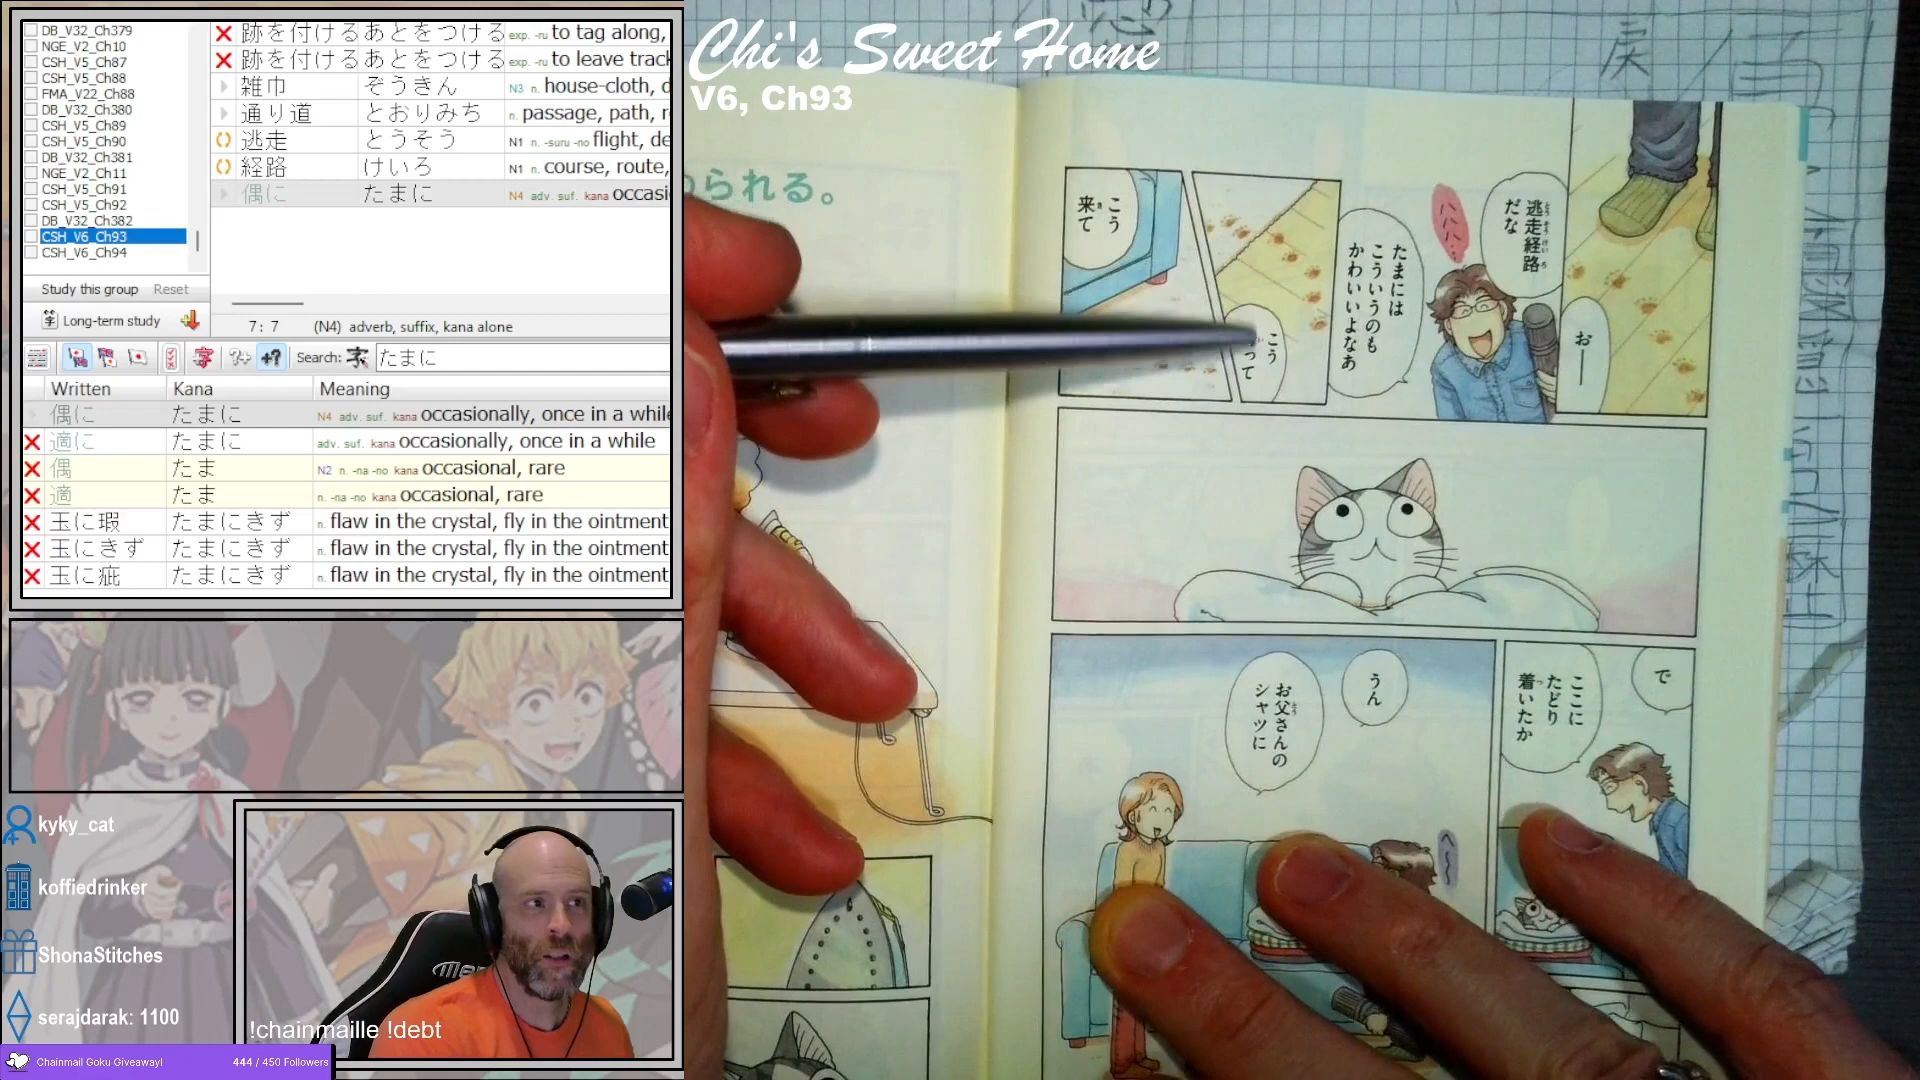 DB_V32_Ch379
NGE_V2_Ch10
CSH_V5_Ch87
CSH_V5_Ch88
FMA_V22_Ch88
DB_V32_Ch380
CSH_V5_Ch89
CSH_V5_Ch90
DB_V32_Ch381
NGE_V2_Ch11
CSH_V5_Ch91
CSH_V5_Ch92
DB_V32_Ch382
CSH_V6_Ch93
CSH_V6_Ch94
Study this group Reset
Long-term study
跡を付ける あとをつける exp. -ru to tag along,
跡を付ける あとをつける exp. -ru to leave track
雑巾 ぞうきん N3 n. house-cloth, d
通り道 とおりみち n. passage, path, r
逃走 とうそう N1 n. -suru -no flight, de
経路 けいろ N1 n. course, route,
偶に たまに N4 adv. suf. kana occasi
7: 7 (N4) adverb, suffix, kana alone
Search: たまに
Written Kana Meaning
偶に たまに N4 adv. suf. kana occasionally, once in a while
適に たまに adv. suf. kana occasionally, once in a while
偶 たま N2 n. -na -no kana occasional, rare
適 たま n. -na -no kana occasional, rare
玉に瑕 たまにきず n. flaw in the crystal, fly in the ointment
玉にきず たまにきず n. flaw in the crystal, fly in the ointment
玉に疵 たまにきず n. flaw in the crystal, fly in the ointment
kyky_cat
koffiedrinker
ShonaStitches
serajdarak: 1100
!chainmaille !debt
Chainmail Goku Giveaway! 444 / 450 Followers
Chi's Sweet Home
V6, Ch93
られる。
お｜
逃走経路
だな
ハハハ…
たまには
こういうのも
かわいいよなあ
こう
って
こう
来て
で
ここに
たどり
着いたか
うん
お父さんの
シャツに